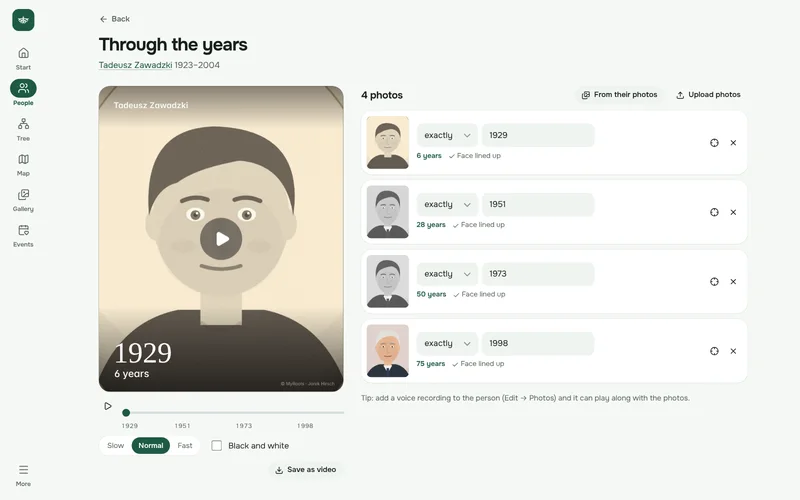 Back
Through the years
Tadeusz Zawadzki 1923–2004
Start
People
Tree
Map
Gallery
Events
More
Tadeusz Zawadzki
1929
6 years
1929 1951 1973 1998
Slow Normal Fast Black and white
Save as video
4 photos From their photos Upload photos
exactly 1929
6 years Face lined up
exactly 1951
28 years Face lined up
exactly 1973
50 years Face lined up
exactly 1998
75 years Face lined up
Tip: add a voice recording to the person (Edit → Photos) and it can play along with the photos.